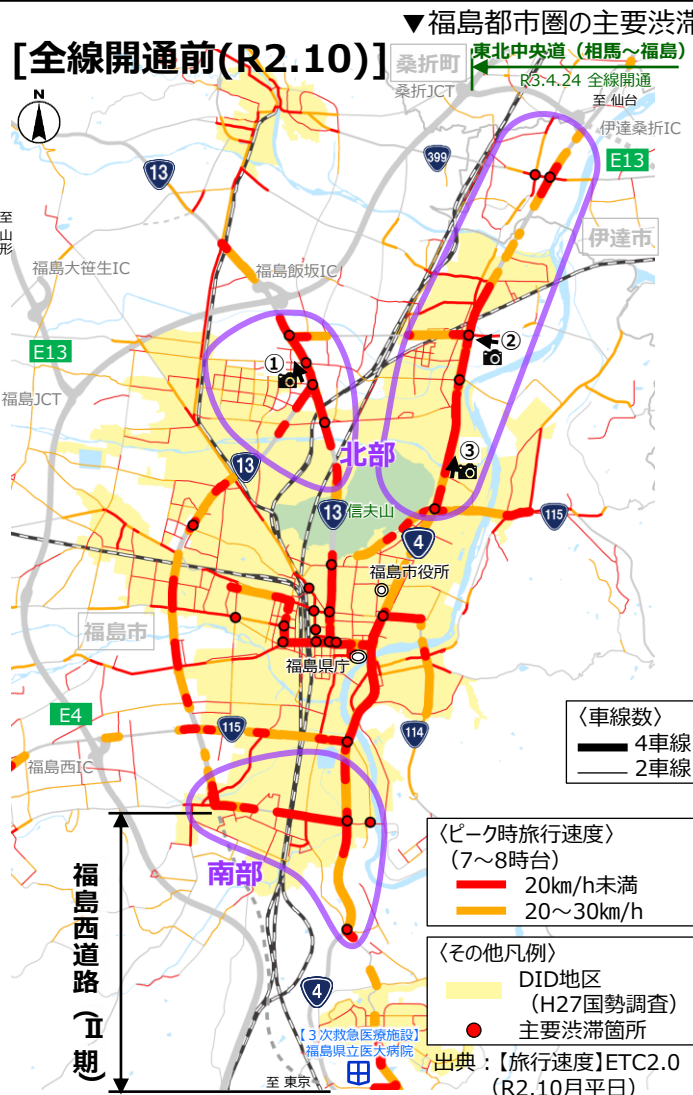 ▼福島都市圏の主要渋滞
[全線開通前(R2.10)]
東北中央道（相馬～福島）
R3.4.24 全線開通
桑折町
桑折JCT
至 仙台
伊達桑折IC
N
399
E13
13
至 山形
伊達市
福島大笹生IC
福島飯坂IC
E13
①
②
福島JCT
北部
③
13
13
信夫山
4
115
福島市役所
福島市
福島県庁
E4
115
114
福島西IC
〈車線数〉
4車線
2車線
南部
〈ピーク時旅行速度〉
（7～8時台）
20km/h未満
20～30km/h
福島西道路（Ⅱ期）
〈その他凡例〉
DID地区
（H27国勢調査）
主要渋滞箇所
4
【３次救急医療施設】
福島県立医大病院
至 東京
出典：【旅行速度】ETC2.0
（R2.10月平日）